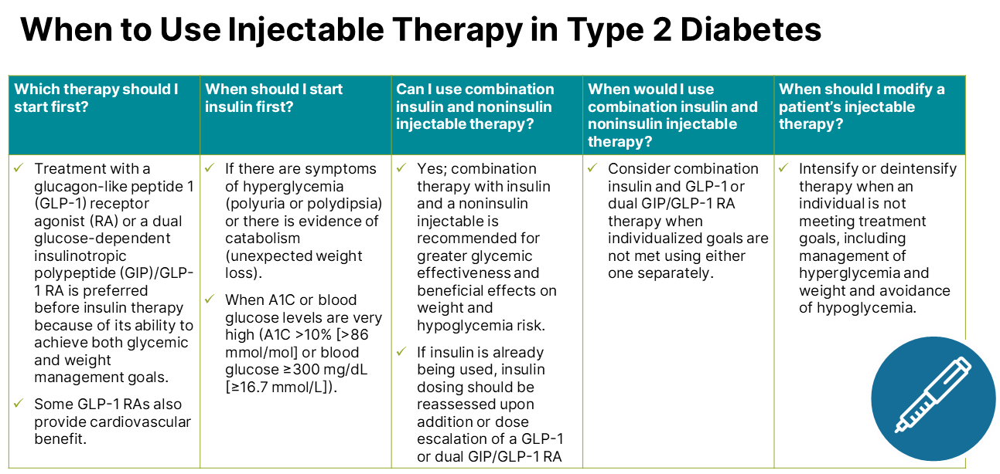 When to Use Injectable Therapy in Type 2 Diabetes
Which therapy should I
start first?
✓ Treatment with a
glucagon-like peptide 1
(GLP-1) receptor
agonist (RA) or a dual
glucose-dependent
insulinotropic
polypeptide (GIP)/GLP-
1 RA is preferred
before insulin therapy
because of its ability to
achieve both glycemic
and weight
management goals.
✓ Some GLP-1 RAs also
provide cardiovascular
benefit.
When should I start
insulin first?
✓ If there are symptoms
of hyperglycemia
(polyuria or polydipsia)
or there is evidence of
catabolism
(unexpected weight
loss).
✓ When A1C or blood
glucose levels are very
high (A1C >10% [>86
mmol/mol] or blood
glucose ≥300 mg/dL
[≥16.7 mmol/L]).
Can I use combination
insulin and noninsulin
injectable therapy?
✓ Yes; combination
therapy with insulin
and a noninsulin
injectable is
recommended for
greater glycemic
effectiveness and
beneficial effects on
weight and
hypoglycemia risk.
✓ If insulin is already
being used, insulin
dosing should be
reassessed upon
addition or dose
escalation of a GLP-1
or dual GIP/GLP-1 RA
When would I use
combination insulin and
noninsulin injectable
therapy?
✓ Consider combination
insulin and GLP-1 or
dual GIP/GLP-1 RA
therapy when
individualized goals are
not met using either
one separately.
When should I modify a
patient's injectable
therapy?
✓ Intensify or deintensify
therapy when an
individual is not
meeting treatment
goals, including
management of
hyperglycemia and
weight and avoidance
of hypoglycemia.